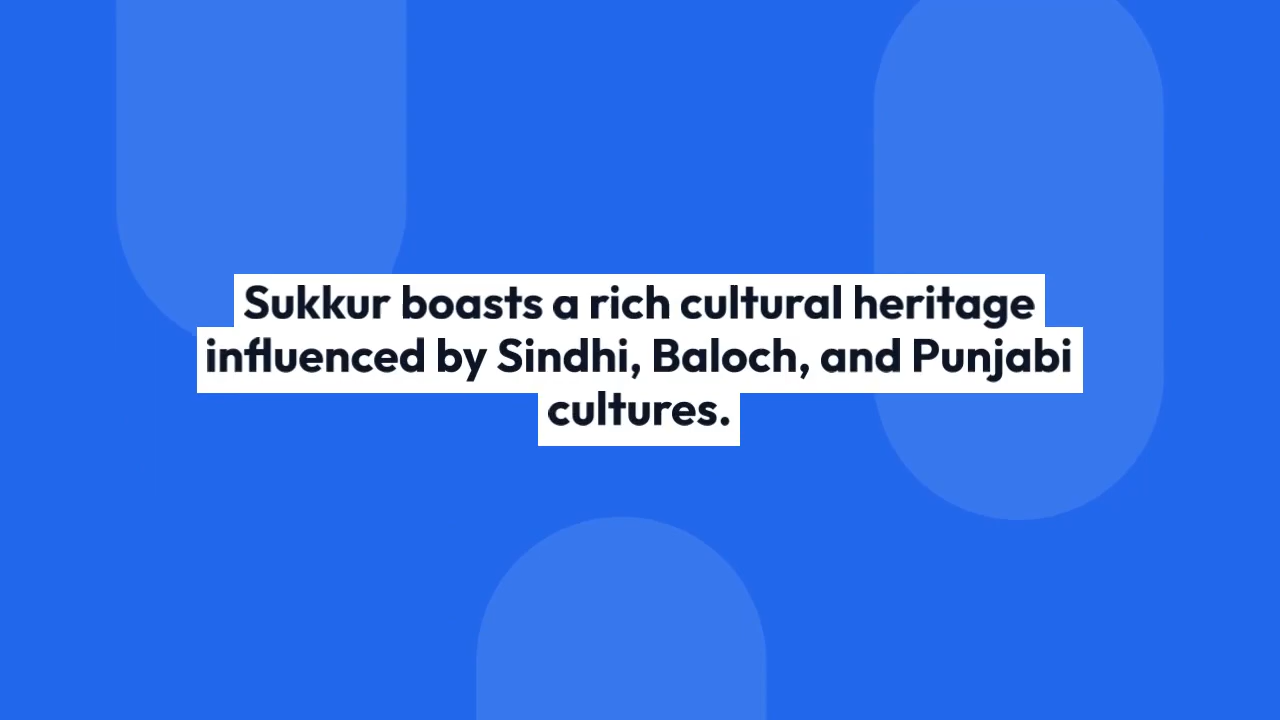 Sukkur boasts a rich cultural heritage
influenced by Sindhi, Baloch, and Punjabi
cultures.